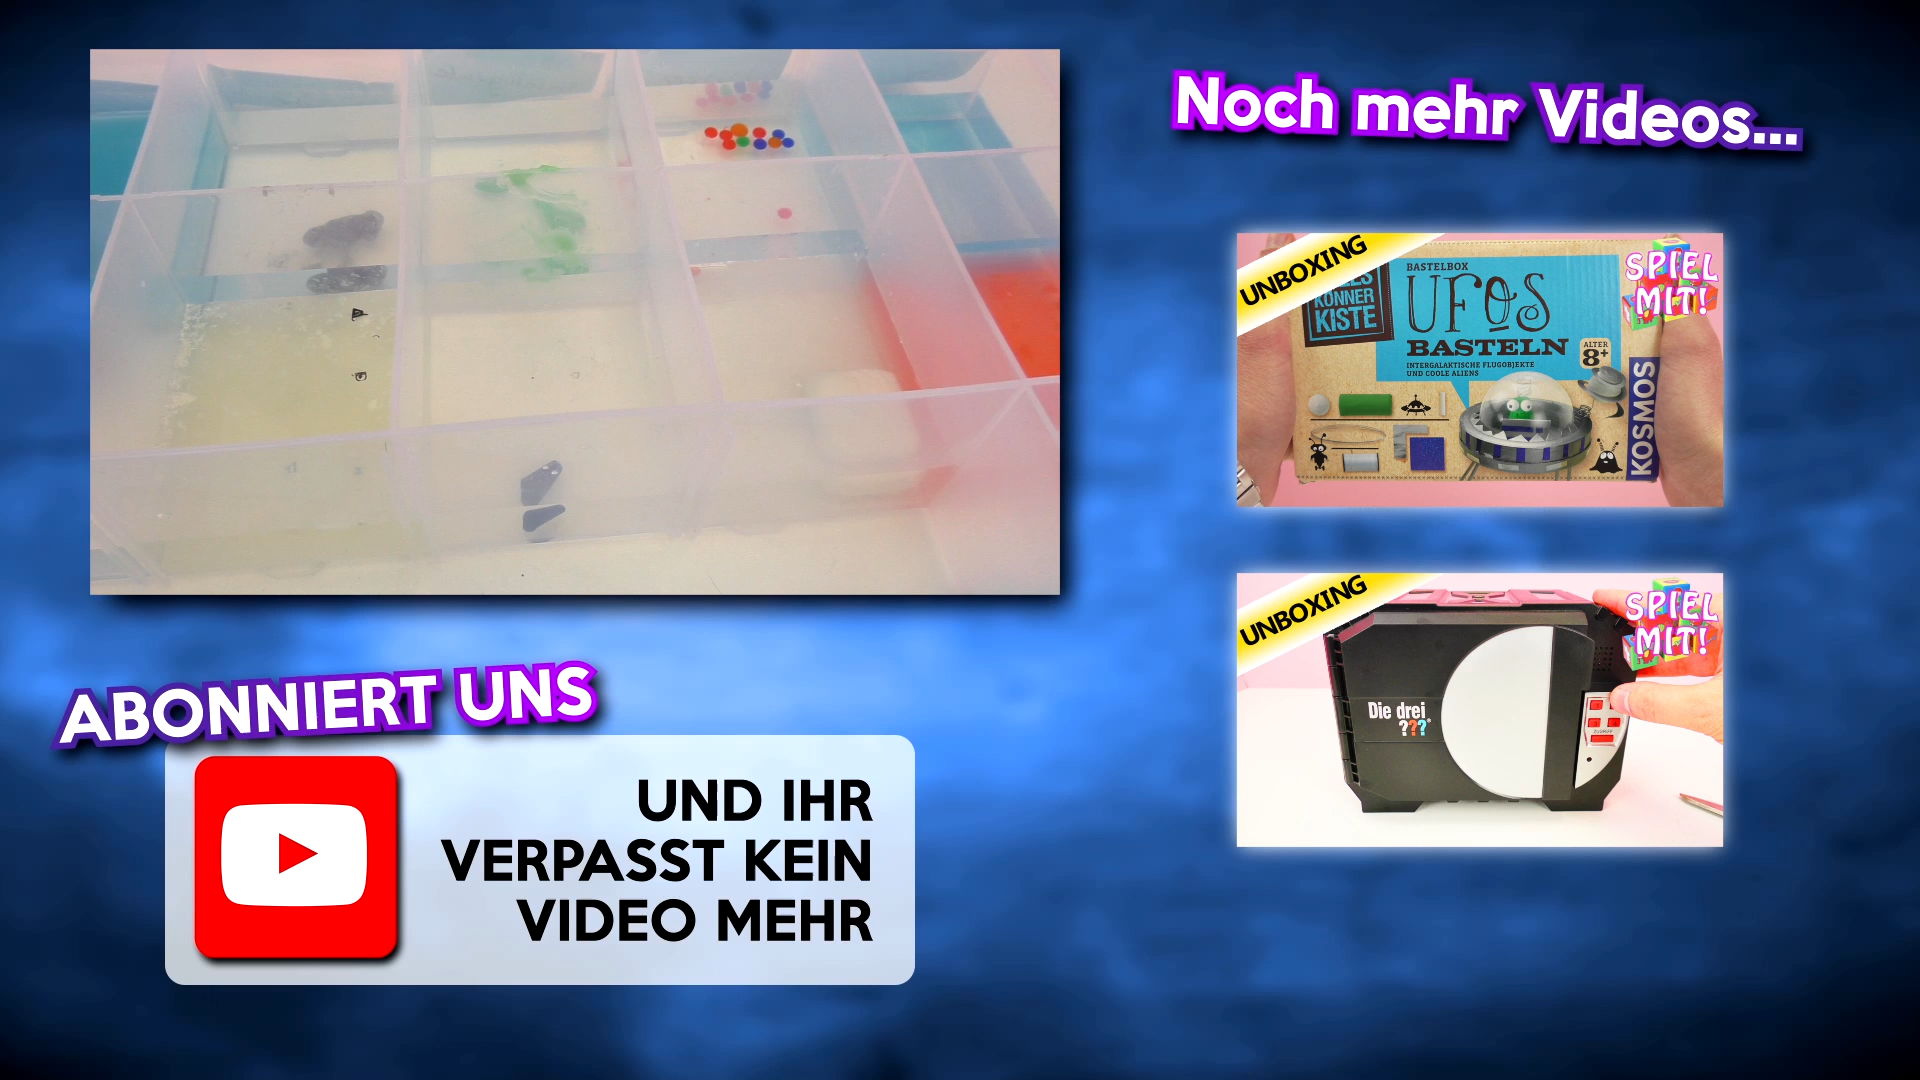 Noch mehr Videos...
UNBOXING
SPIEL
MIT!
KÖNNER
KISTE
BASTELBOX
UFOS
BASTELN
INTERGALAKTISCHE FLUGOBJEKTE
UND COOLE ALIENS
ALTER
8+
KOSMOS
UNBOXING
SPIEL
MIT!
Die drei
???
ABONNIERT UNS
UND IHR
VERPASST KEIN
VIDEO MEHR